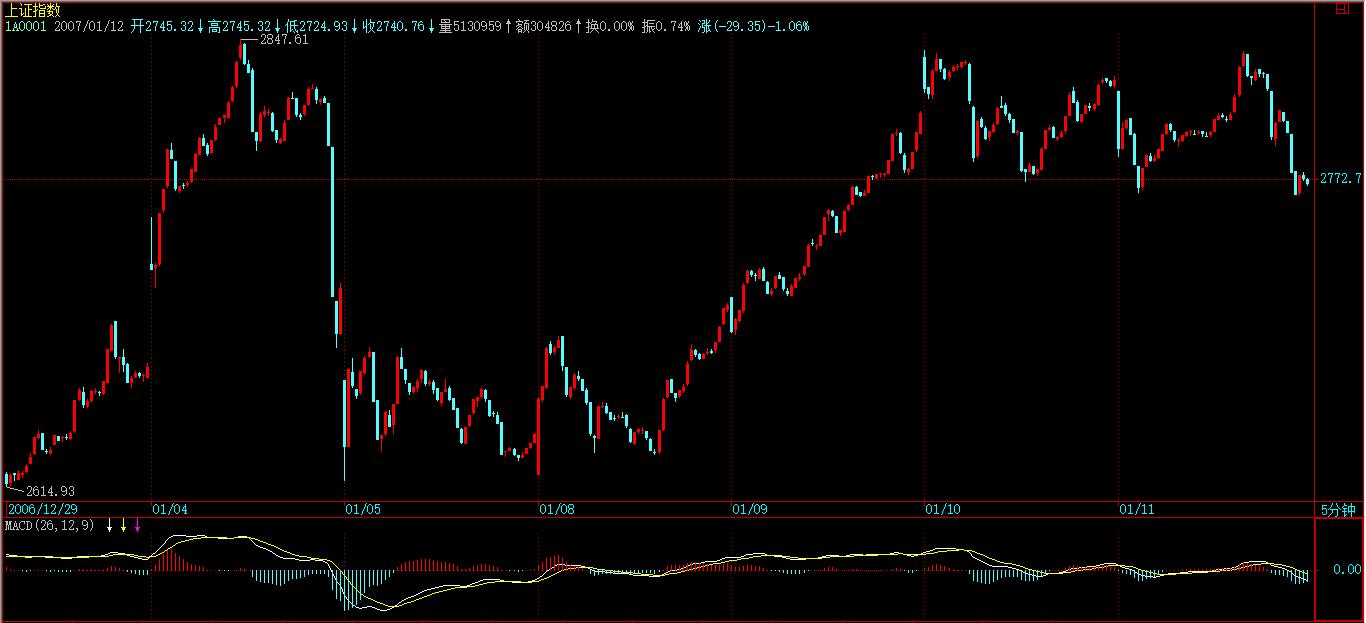 上证指数
1A0001 2007/01/12 开2745.32↓高2745.32↓低2724.93↓收2740.76↓量5130959↑额304826↑换0.00% 振0.74% 涨(-29.35)-1.06%
2847.61
2772.7
2614.93
2006/12/29 01/04 01/05 01/08 01/09 01/10 01/11 5分钟
MACD(26,12,9) ↓ ↓ ↓
0.00